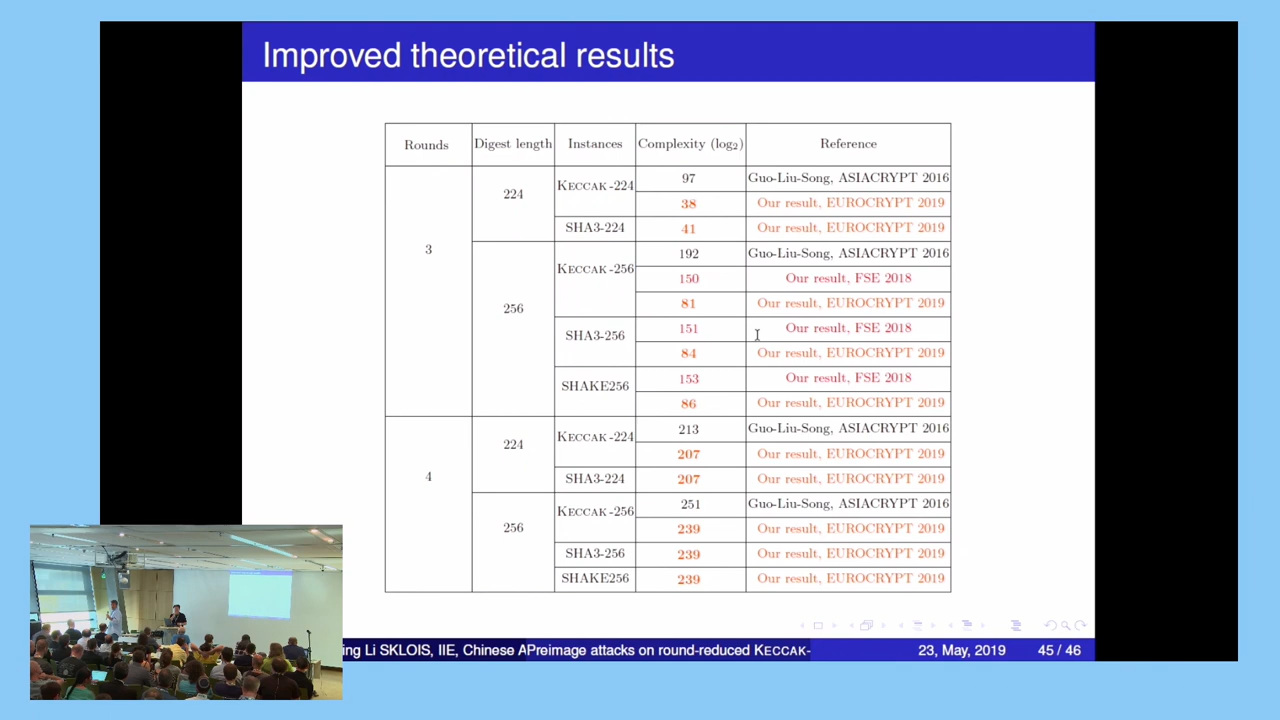 Improved theoretical results
Rounds Digest length Instances Complexity (log₂) Reference
3 224 KECCAK-224 97 Guo-Liu-Song, ASIACRYPT 2016
38 Our result, EUROCRYPT 2019
SHA3-224 41 Our result, EUROCRYPT 2019
256 KECCAK-256 192 Guo-Liu-Song, ASIACRYPT 2016
150 Our result, FSE 2018
81 Our result, EUROCRYPT 2019
SHA3-256 151 Our result, FSE 2018
84 Our result, EUROCRYPT 2019
SHAKE256 153 Our result, FSE 2018
86 Our result, EUROCRYPT 2019
4 224 KECCAK-224 213 Guo-Liu-Song, ASIACRYPT 2016
207 Our result, EUROCRYPT 2019
SHA3-224 207 Our result, EUROCRYPT 2019
256 KECCAK-256 251 Guo-Liu-Song, ASIACRYPT 2016
239 Our result, EUROCRYPT 2019
SHA3-256 239 Our result, EUROCRYPT 2019
SHAKE256 239 Our result, EUROCRYPT 2019
ing Li SKLOIS, IIE, Chinese APreimage attacks on round-reduced KECCAK- 23, May, 2019 45 / 46